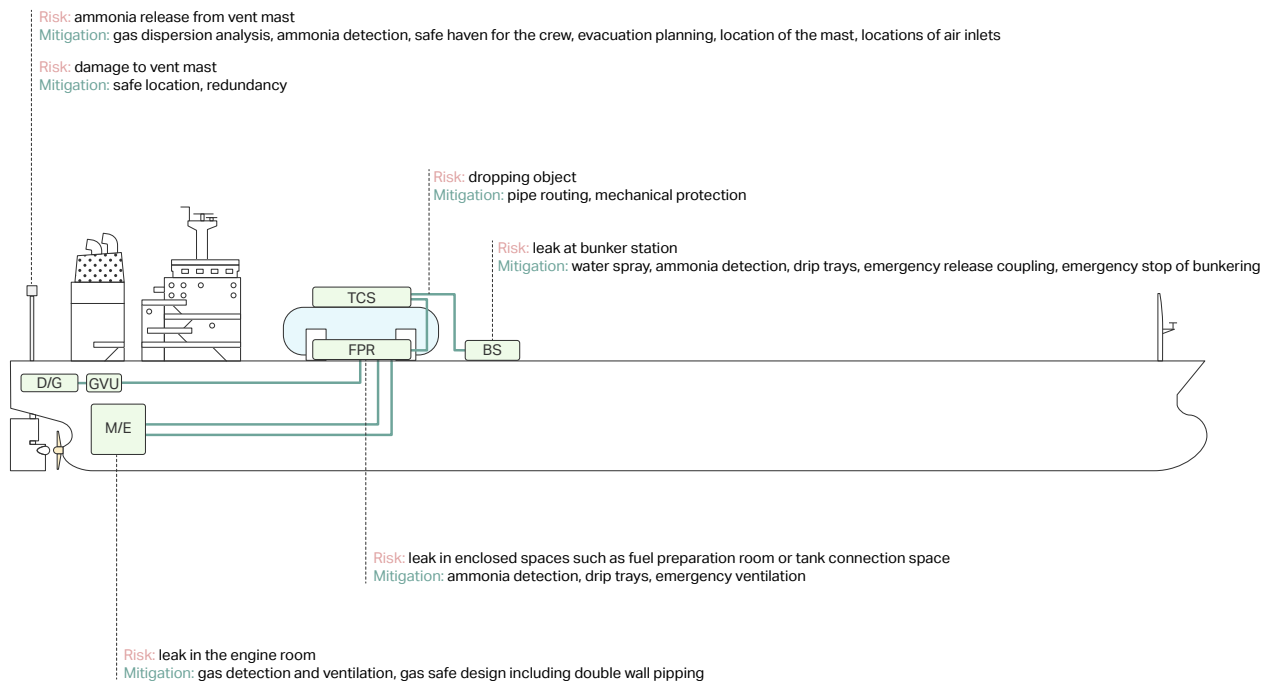 Risk: ammonia release from vent mast
Mitigation: gas dispersion analysis, ammonia detection, safe haven for the crew, evacuation planning, location of the mast, locations of air inlets
Risk: damage to vent mast
Mitigation: safe location, redundancy
Risk: dropping object
Mitigation: pipe routing, mechanical protection
Risk: leak at bunker station
Mitigation: water spray, ammonia detection, drip trays, emergency release coupling, emergency stop of bunkering
TCS
FPR
BS
D/G
GVU
M/E
Risk: leak in enclosed spaces such as fuel preparation room or tank connection space
Mitigation: ammonia detection, drip trays, emergency ventilation
Risk: leak in the engine room
Mitigation: gas detection and ventilation, gas safe design including double wall pipping